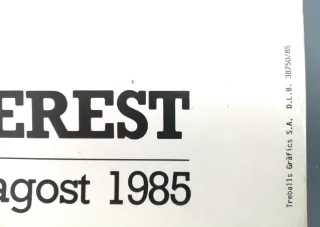 EREST
agost 1985
Treballs Gràfics S.A. D.L.B. 38750/85